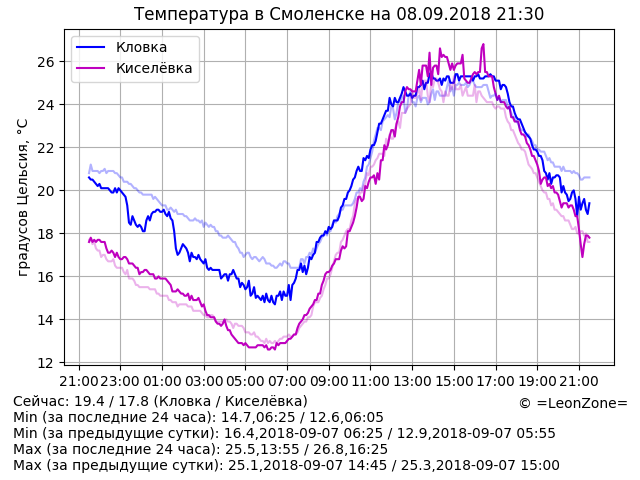 Температура в Смоленске на 08.09.2018 21:30
градусов Цельсия, °C
Кловка
Киселёвка
26
24
22
20
18
16
14
12
21:00 23:00 01:00 03:00 05:00 07:00 09:00 11:00 13:00 15:00 17:00 19:00 21:00
Сейчас: 19.4 / 17.8 (Кловка / Киселёвка)
© =LeonZone=
Min (за последние 24 часа): 14.7,06:25 / 12.6,06:05
Min (за предыдущие сутки): 16.4,2018-09-07 06:25 / 12.9,2018-09-07 05:55
Max (за последние 24 часа): 25.5,13:55 / 26.8,16:25
Max (за предыдущие сутки): 25.1,2018-09-07 14:45 / 25.3,2018-09-07 15:00